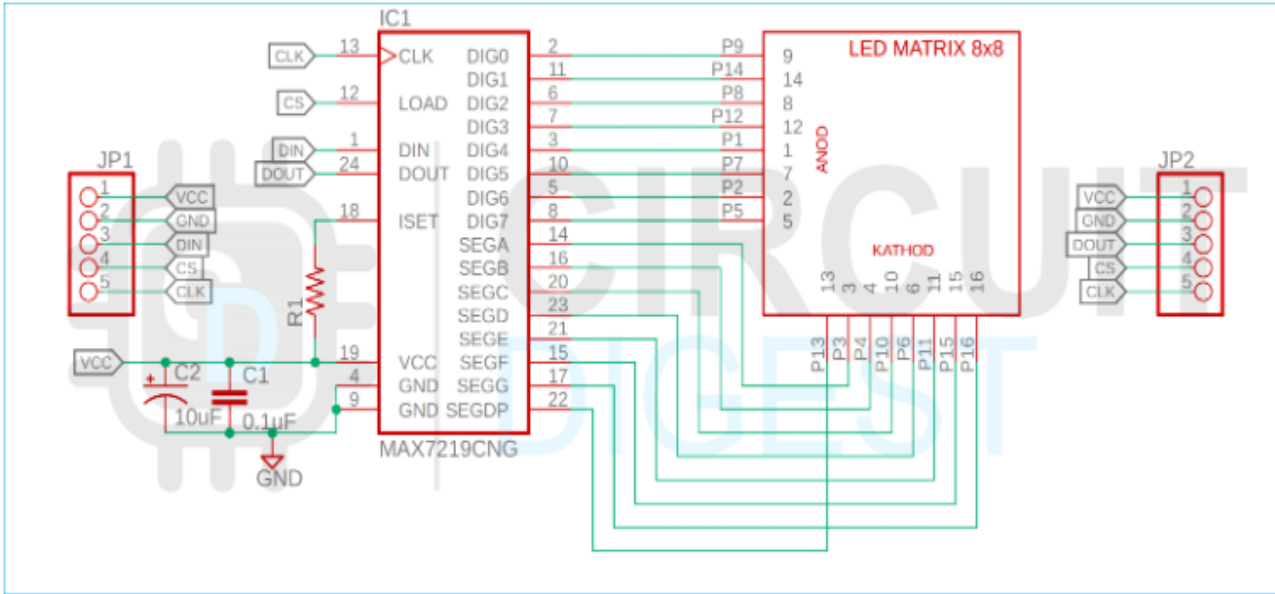 IC1
CLK 13 CLK DIG0 2 P9 9 LED MATRIX 8x8
DIG1 11 P14 14
CS 12 LOAD DIG2 6 P8 8
DIG3 7 P12 12
DIN 1 DIN DIG4 3 P1 1
DOUT 24 DOUT DIG5 10 P7 7
DIG6 5 P2 2
18 ISET DIG7 8 P5 5
ANOD
KATHOD
SEGA 14
SEGB 16
SEGC 20
SEGD 23
SEGE 21
19 VCC SEGF 15
4 GND SEGG 17
9 GND SEGDP 22
MAX7219CNG
13 3 4 10 6 11 15 16
P13 P3 P4 P10 P6 P11 P15 P16
JP1
1 VCC
2 GND
3 DIN
4 CS
5 CLK
R1
VCC
C2
10uF
C1
0.1uF
GND
JP2
VCC 1
GND 2
DOUT 3
CS 4
CLK 5
CIRCUIT
DIGEST
D